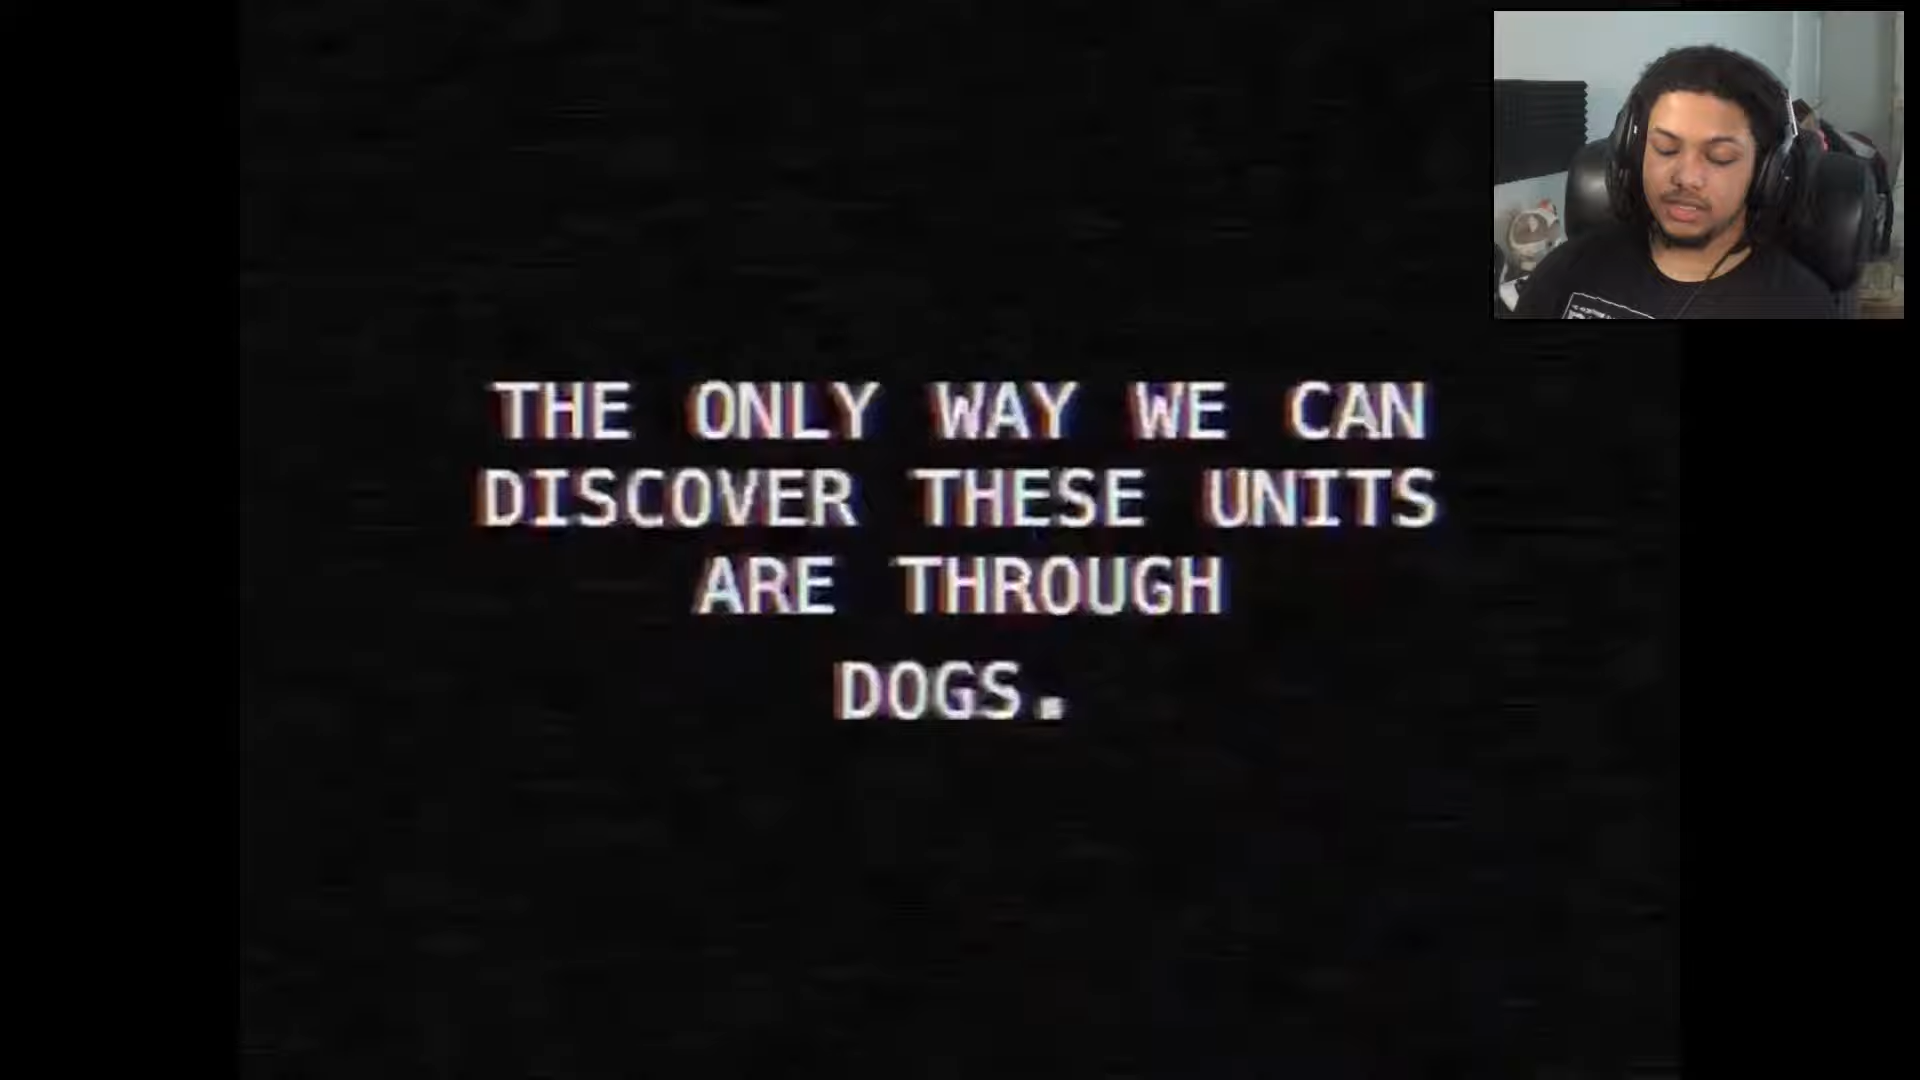 THE ONLY WAY WE CAN
DISCOVER THESE UNITS
ARE THROUGH
DOGS.